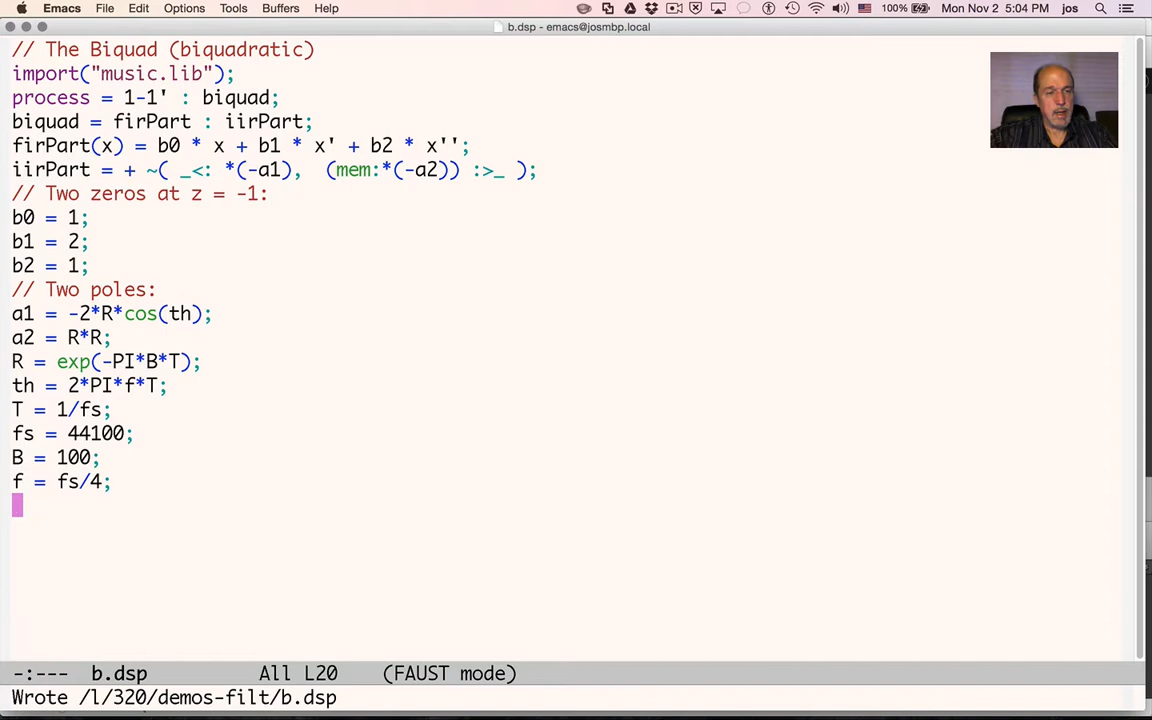 Emacs File Edit Options Tools Buffers Help 100% Mon Nov 2 5:04 PM jos
b.dsp - emacs@josmbp.local
// The Biquad (biquadratic)
import("music.lib");
process = 1-1' : biquad;
biquad = firPart : iirPart;
firPart(x) = b0 * x + b1 * x' + b2 * x'';
iirPart = + ~( _<: *(-a1), (mem:*(-a2)) :>_ );
// Two zeros at z = -1:
b0 = 1;
b1 = 2;
b2 = 1;
// Two poles:
a1 = -2*R*cos(th);
a2 = R*R;
R = exp(-PI*B*T);
th = 2*PI*f*T;
T = 1/fs;
fs = 44100;
B = 100;
f = fs/4;
-:--- b.dsp All L20 (FAUST mode)
Wrote /l/320/demos-filt/b.dsp